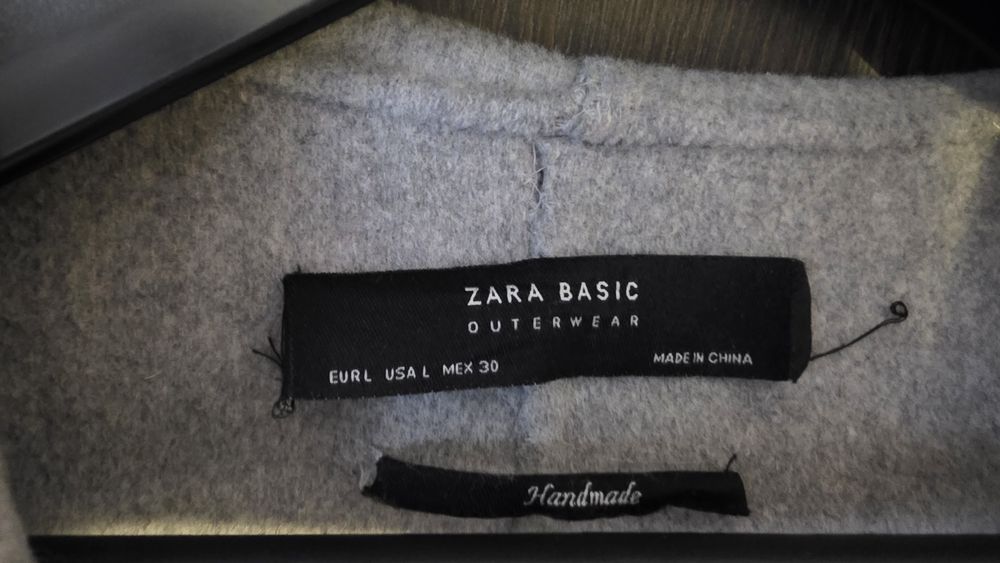 ZARA BASIC
OUTERWEAR
EUR L USA L MEX 30
MADE IN CHINA
Handmade